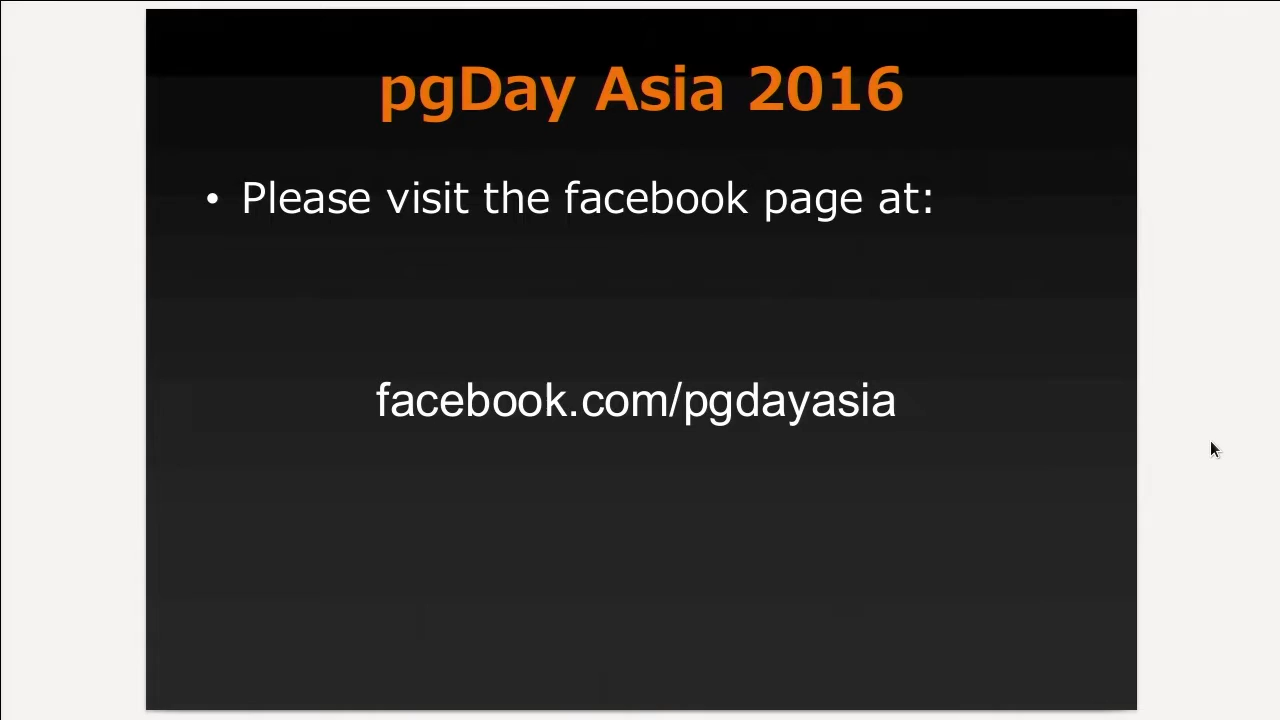 pgDay Asia 2016
• Please visit the facebook page at:
facebook.com/pgdayasia